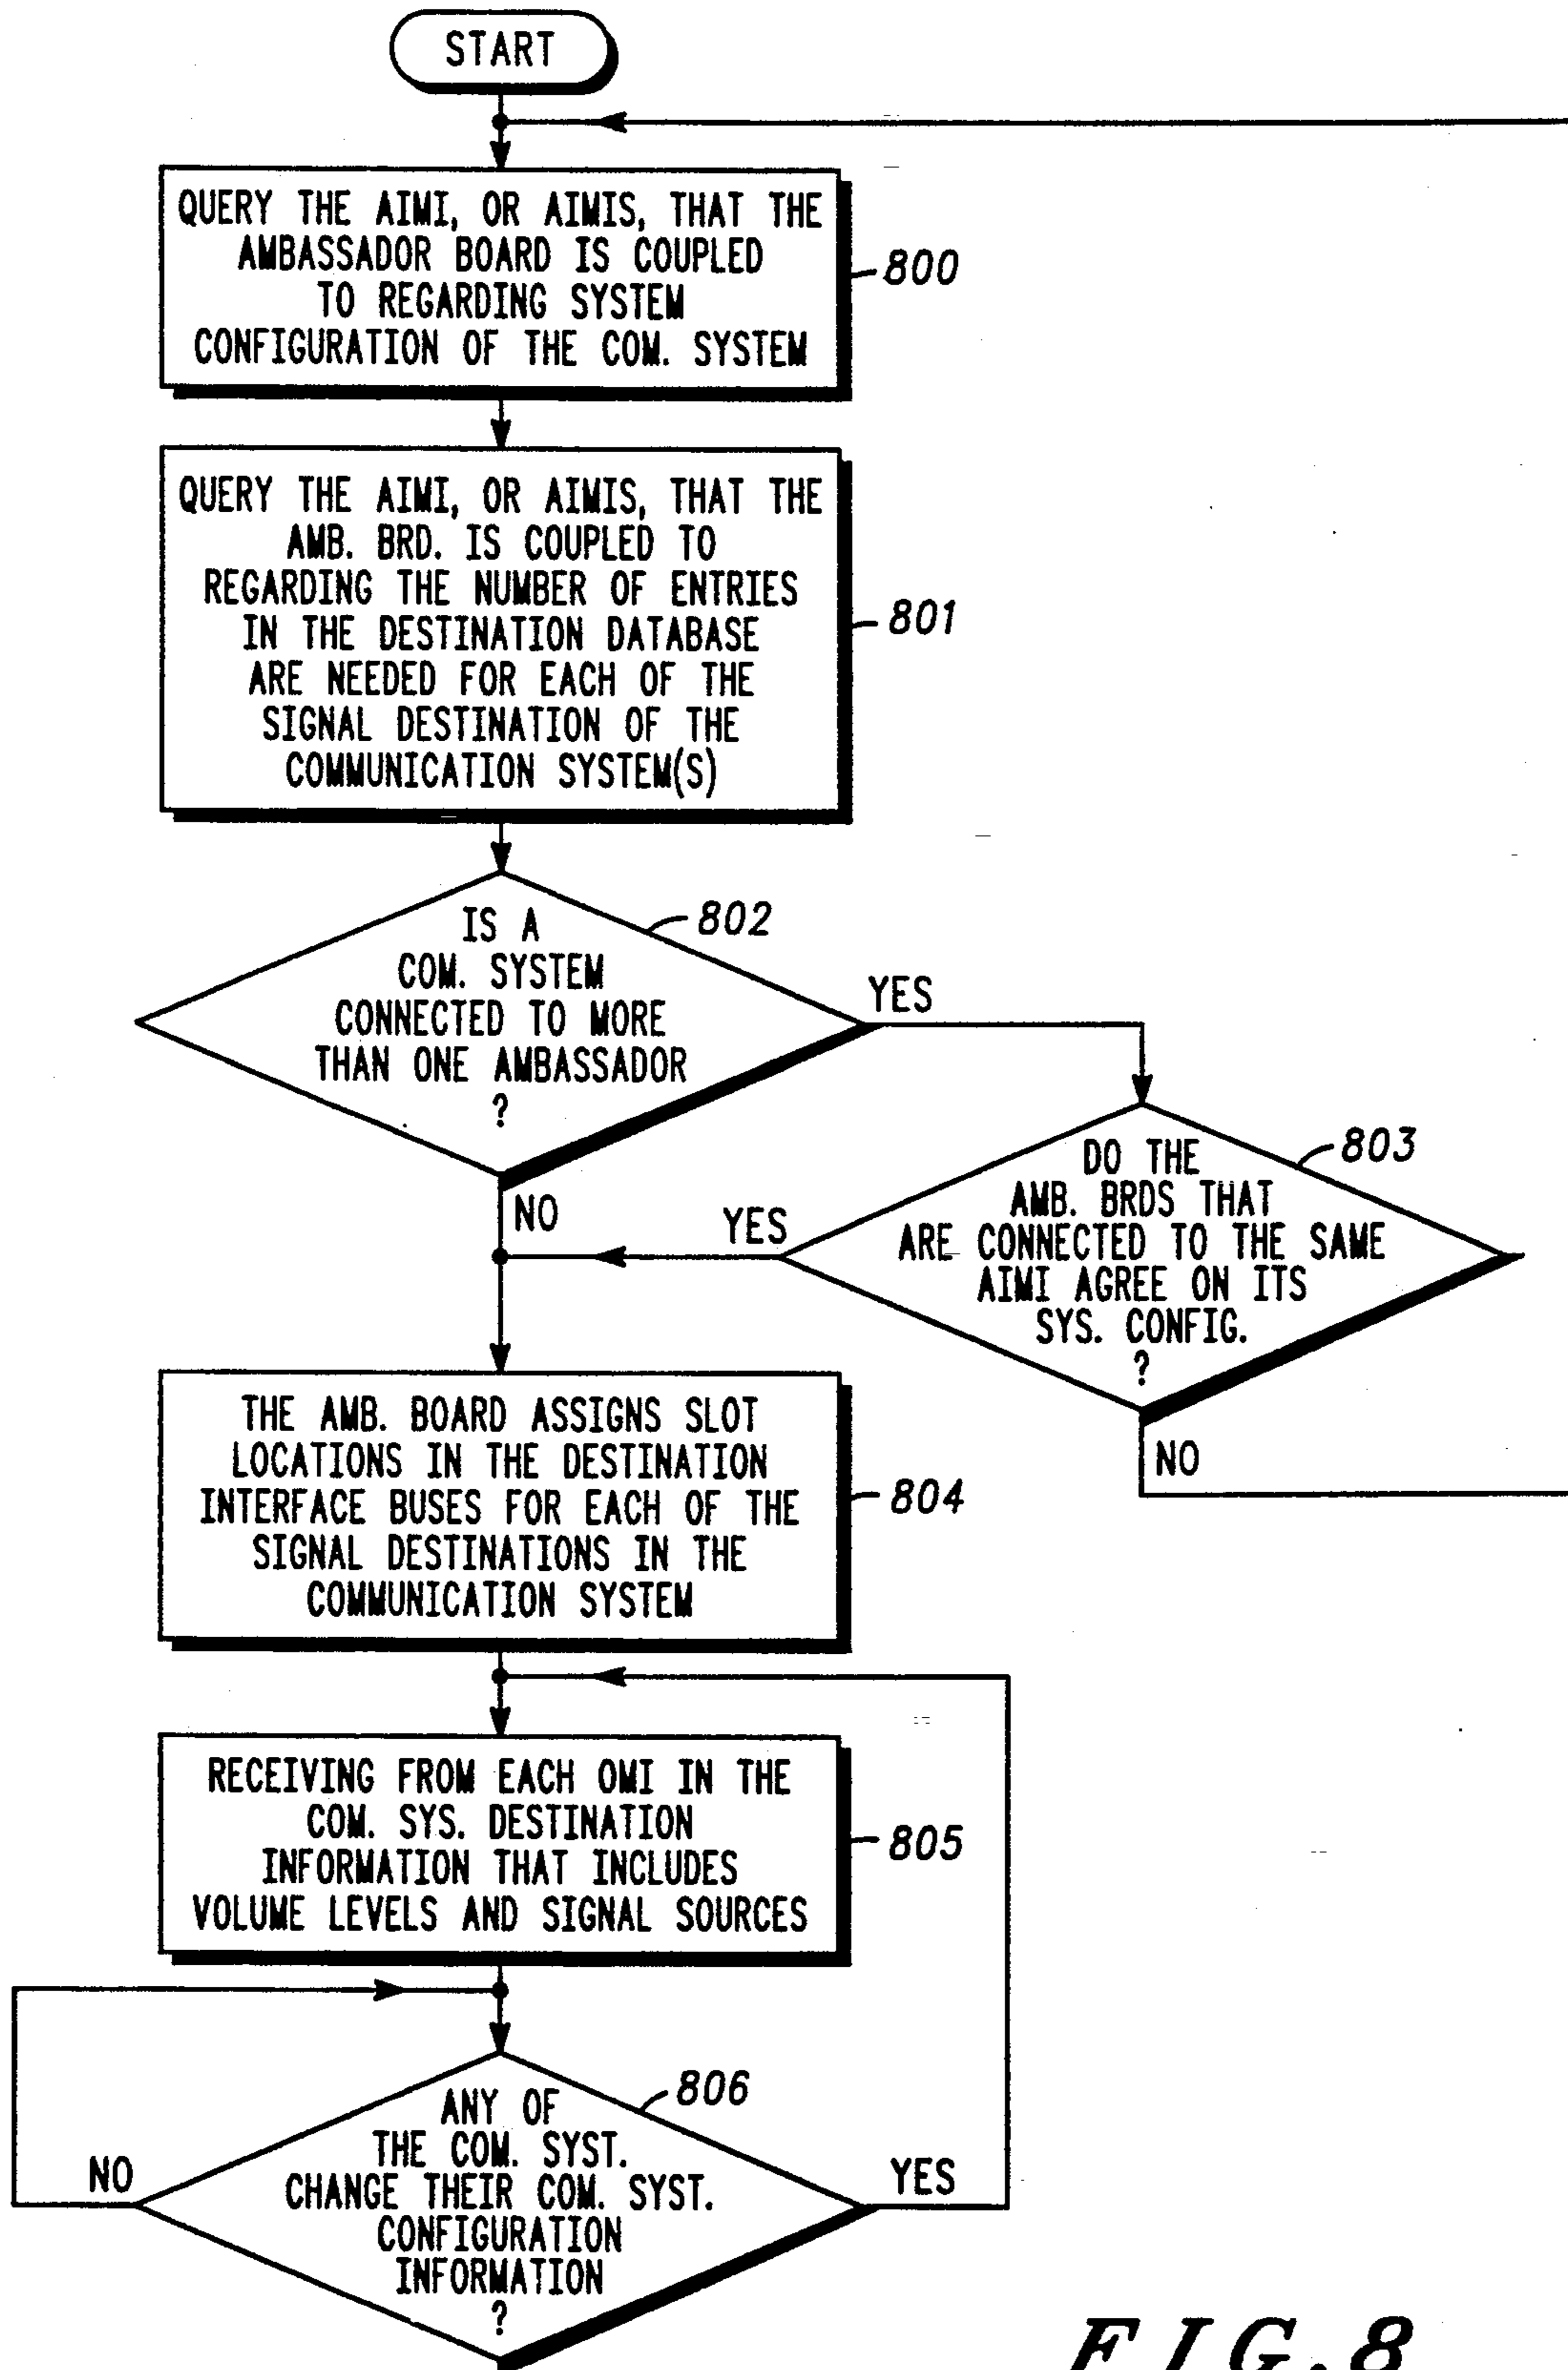 START
QUERY THE AIMI, OR AIMIS, THAT THE
AMBASSADOR BOARD IS COUPLED
TO REGARDING SYSTEM
CONFIGURATION OF THE COM. SYSTEM
800
QUERY THE AIMI, OR AIMIS, THAT THE
AMB. BRD. IS COUPLED TO
REGARDING THE NUMBER OF ENTRIES
IN THE DESTINATION DATABASE
ARE NEEDED FOR EACH OF THE
SIGNAL DESTINATION OF THE
COMMUNICATION SYSTEM(S)
801
IS A
COM. SYSTEM
CONNECTED TO MORE
THAN ONE AMBASSADOR
?
802
YES
NO
DO THE
AMB. BRDS THAT
ARE CONNECTED TO THE SAME
AIMI AGREE ON ITS
SYS. CONFIG.
?
803
YES
NO
THE AMB. BOARD ASSIGNS SLOT
LOCATIONS IN THE DESTINATION
INTERFACE BUSES FOR EACH OF THE
SIGNAL DESTINATIONS IN THE
COMMUNICATION SYSTEM
804
RECEIVING FROM EACH OMI IN THE
COM. SYS. DESTINATION
INFORMATION THAT INCLUDES
VOLUME LEVELS AND SIGNAL SOURCES
805
ANY OF
THE COM. SYST.
CHANGE THEIR COM. SYST.
CONFIGURATION
INFORMATION
?
806
NO
YES
FIG.8